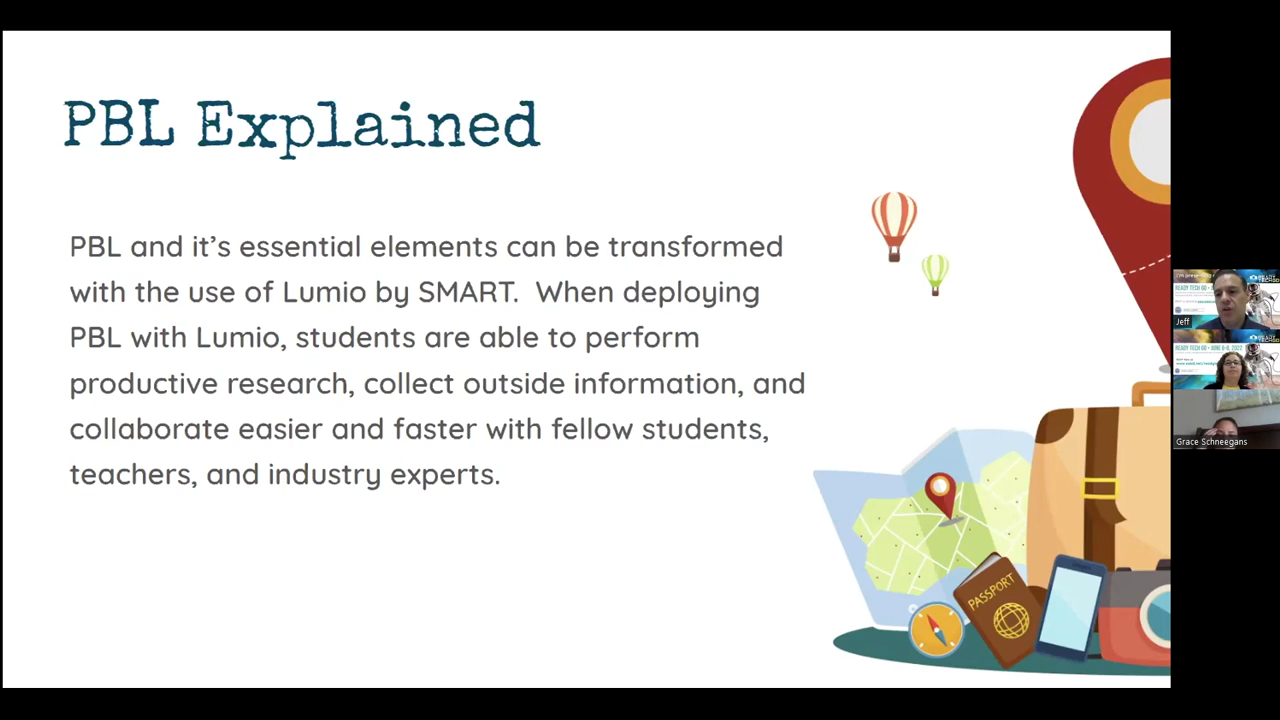 PBL Explained
PBL and it's essential elements can be transformed
with the use of Lumio by SMART.  When deploying
PBL with Lumio, students are able to perform
productive research, collect outside information, and
collaborate easier and faster with fellow students,
teachers, and industry experts.
PASSPORT
Jeff
Grace Schneegans